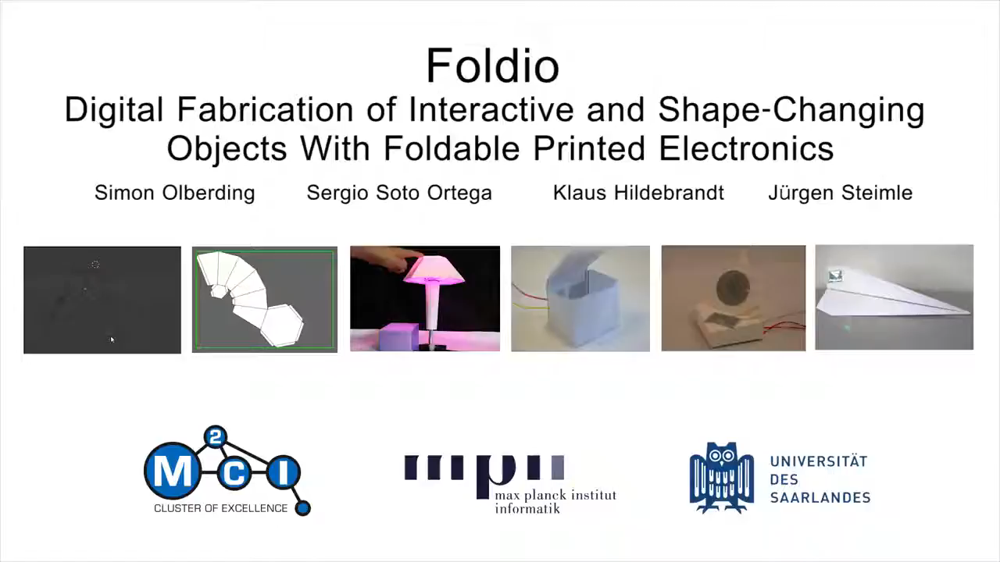 Foldio
Digital Fabrication of Interactive and Shape-Changing
Objects With Foldable Printed Electronics
Simon Olberding Sergio Soto Ortega Klaus Hildebrandt Jürgen Steimle
M 2 C I
CLUSTER OF EXCELLENCE
max planck institut
informatik
UNIVERSITÄT
DES
SAARLANDES